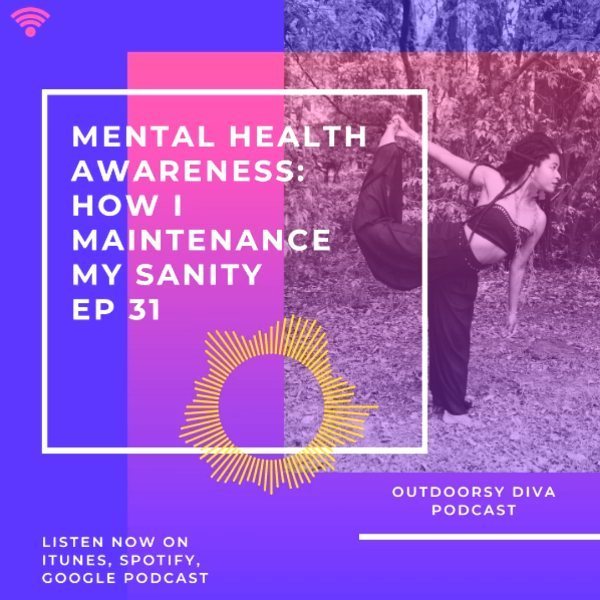 MENTAL HEALTH
AWARENESS:
HOW I
MAINTENANCE
MY SANITY
EP 31
OUTDOORSY DIVA
PODCAST
LISTEN NOW ON
ITUNES, SPOTIFY,
GOOGLE PODCAST